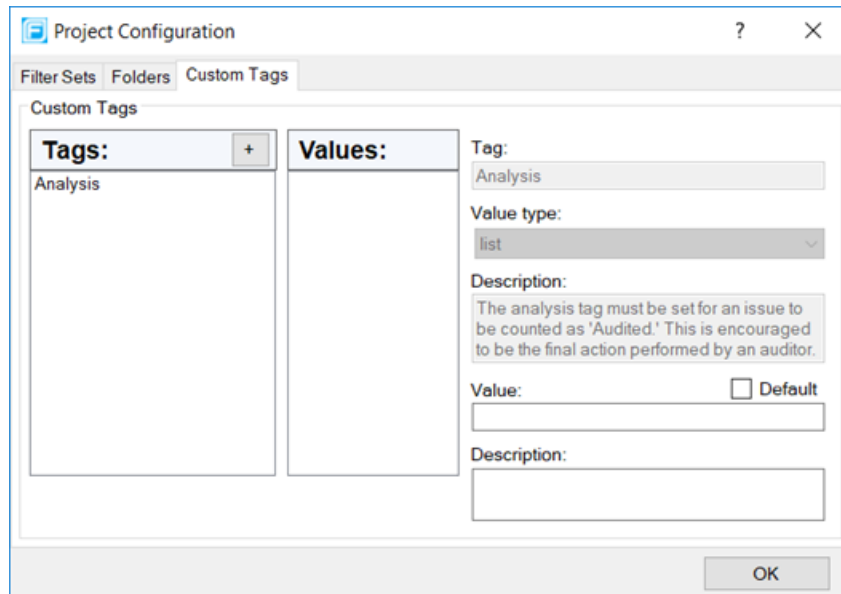 Project Configuration
?
Filter Sets Folders Custom Tags
Custom Tags
Tags:
+
Values:
Analysis
Tag:
Analysis
Value type:
list
Description:
The analysis tag must be set for an issue to
be counted as 'Audited.' This is encouraged
to be the final action performed by an auditor.
Value:
Default
Description:
OK